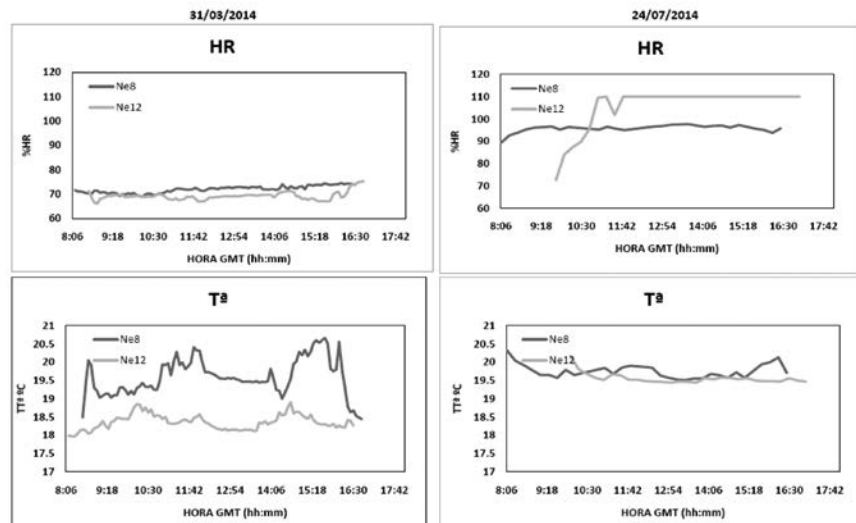 31/03/2014
HR
120
110
100
90
80
70
60
%HR
Ne8
Ne12
8:06 9:18 10:30 11:42 12:54 14:06 15:18 16:30 17:42
HORA GMT (hh:mm)
24/07/2014
HR
120
110
100
90
80
70
60
%HR
Ne8
Ne12
8:06 9:18 10:30 11:42 12:54 14:06 15:18 16:30 17:42
HORA GMT (hh:mm)
Tª
21
20.5
20
19.5
19
18.5
18
17.5
17
TTª ºC
Ne8
Ne12
8:06 9:18 10:30 11:42 12:54 14:06 15:18 16:30 17:42
HORA GMT (hh:mm)
Tª
21
20.5
20
19.5
19
18.5
18
17.5
17
TTª ºC
Ne8
Ne12
8:06 9:18 10:30 11:42 12:54 14:06 15:18 16:30 17:42
HORA GMT (hh:mm)